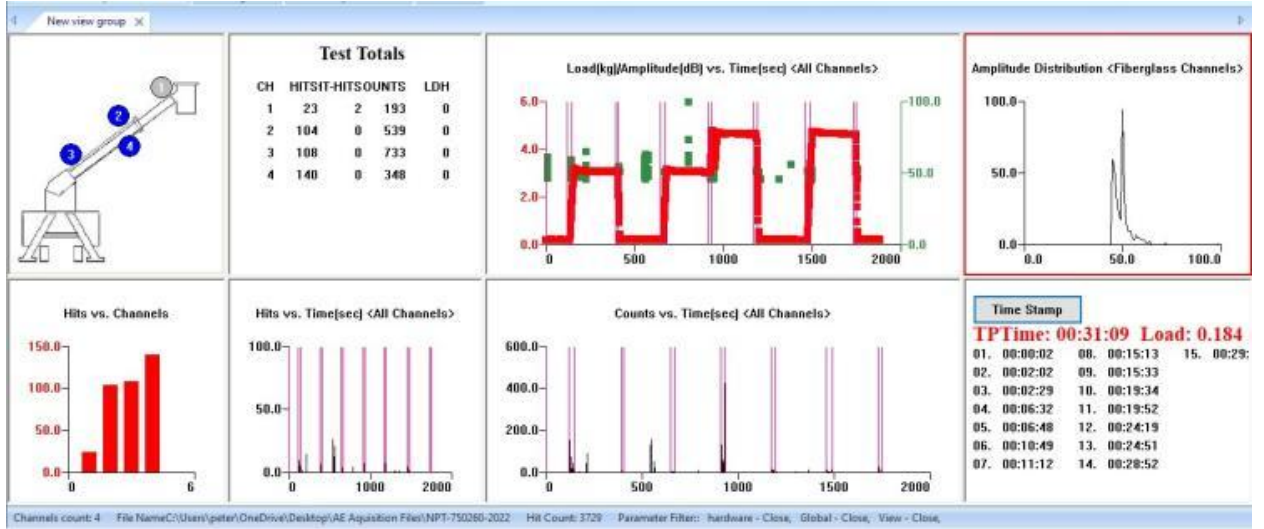 New view group
1
2
3
4
Test Totals
CH HITS1T-HITSOUNTS LDH
1 23 2 193 0
2 104 0 539 0
3 108 0 733 0
4 140 0 348 0
Load(kg)/Amplitude(dB) vs. Time(sec) <All Channels>
6.0
4.0
2.0
0.0
100.0
50.0
0.0
0 500 1000 1500 2000
Amplitude Distribution <Fiberglass Channels>
100.0
50.0
0.0
0.0 50.0 100.0
Hits vs. Channels
150.0
100.0
50.0
0.0
0 6
Hits vs. Time(sec) <All Channels>
100.0
50.0
0.0
0 1000 2000
Counts vs. Time(sec) <All Channels>
600.0
400.0
200.0
0.0
0 500 1000 1500 2000
Time Stamp
TPTime: 00:31:09 Load: 0.184
01. 00:00:02 08. 00:15:13 15. 00:29:
02. 00:02:02 09. 00:15:33
03. 00:02:29 10. 00:19:34
04. 00:06:32 11. 00:19:52
05. 00:06:48 12. 00:24:19
06. 00:10:49 13. 00:24:51
07. 00:11:12 14. 00:28:52
Channels count: 4 File NameC:\Users\peter\OneDrive\Desktop\AE Aquisition Files\NPT-750260-2022 Hit Count: 3729 Parameter Filter:: hardware - Close, Global - Close, View - Close,